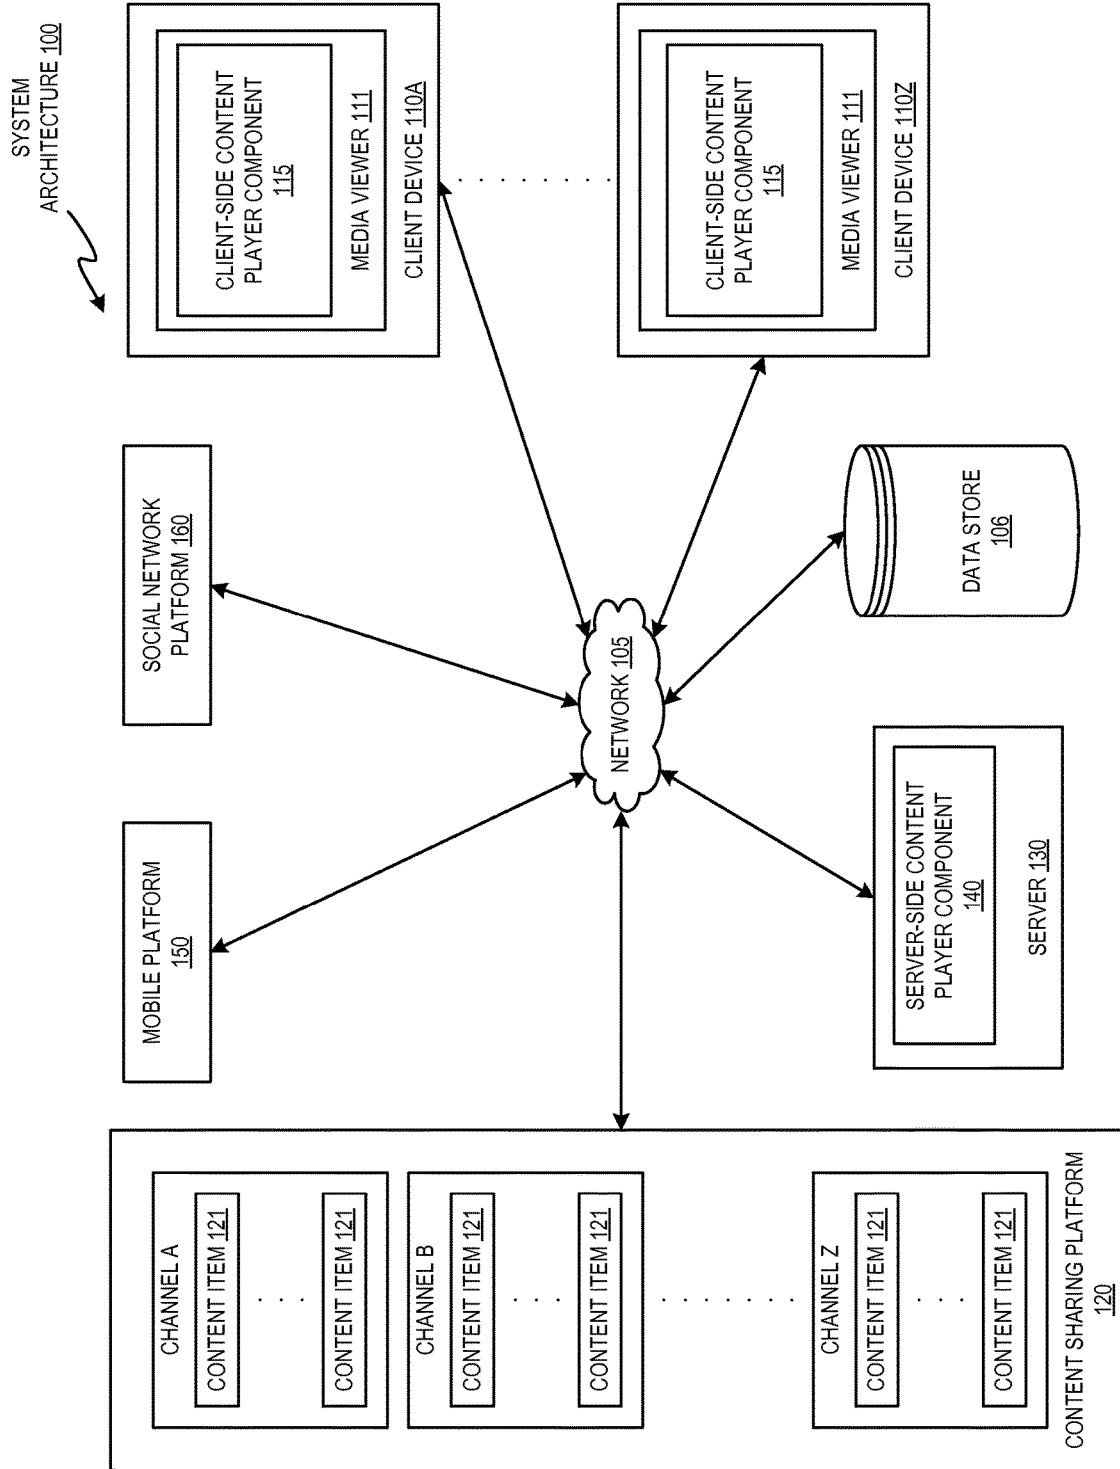 SYSTEM
ARCHITECTURE 100
CHANNEL A
CONTENT ITEM 121
. . .
CONTENT ITEM 121
CHANNEL B
CONTENT ITEM 121
. . .
CONTENT ITEM 121
. . . . . . . .
CHANNEL Z
CONTENT ITEM 121
. . .
CONTENT ITEM 121
CONTENT SHARING PLATFORM
120
MOBILE PLATFORM
150
SOCIAL NETWORK
PLATFORM 160
NETWORK 105
SERVER-SIDE CONTENT
PLAYER COMPONENT
140
SERVER 130
DATA STORE
106
CLIENT-SIDE CONTENT
PLAYER COMPONENT
115
MEDIA VIEWER 111
CLIENT DEVICE 110A
. . . . . . . .
CLIENT-SIDE CONTENT
PLAYER COMPONENT
115
MEDIA VIEWER 111
CLIENT DEVICE 110Z